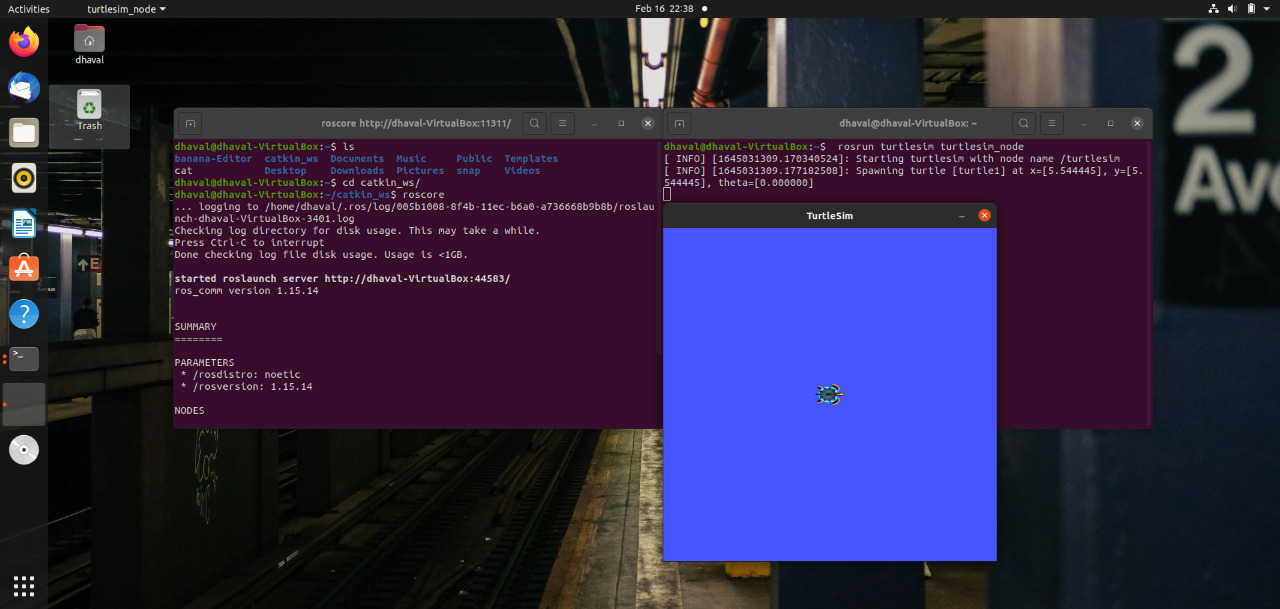 Activities
turtlesim_node
Feb 16 22:38
dhaval
Trash
roscore http://dhaval-VirtualBox:11311/
dhaval@dhaval-VirtualBox:~$ ls
banana-Editor catkin_ws Documents Music Public Templates
cat Desktop Downloads Pictures snap Videos
dhaval@dhaval-VirtualBox:~$ cd catkin_ws/
dhaval@dhaval-VirtualBox:~/catkin_ws$ roscore
... logging to /home/dhaval/.ros/log/005b1008-8f4b-11ec-b6a0-a736668b9b8b/roslau
nch-dhaval-VirtualBox-3401.log
Checking log directory for disk usage. This may take a while.
Press Ctrl-C to interrupt
Done checking log file disk usage. Usage is <1GB.
started roslaunch server http://dhaval-VirtualBox:44583/
ros_comm version 1.15.14
SUMMARY
========
PARAMETERS
* /rosdistro: noetic
* /rosversion: 1.15.14
NODES
dhaval@dhaval-VirtualBox: ~
dhaval@dhaval-VirtualBox:~$ rosrun turtlesim turtlesim_node
[ INFO] [1645031309.170340524]: Starting turtlesim with node name /turtlesim
[ INFO] [1645031309.177182508]: Spawning turtle [turtle1] at x=[5.544445], y=[5.
544445], theta=[0.000000]
TurtleSim
2
Av